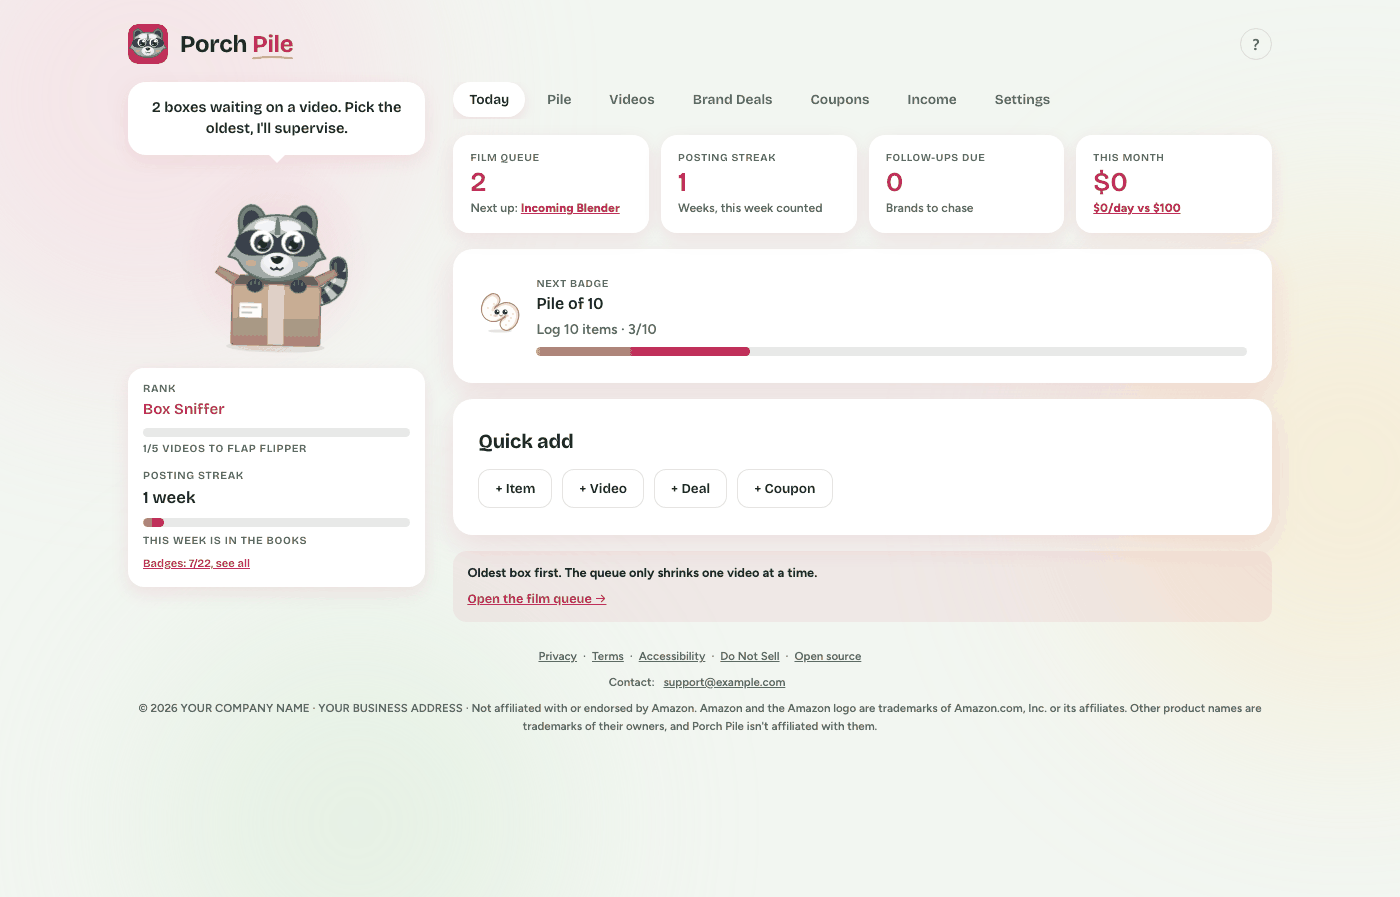 Porch Pile
?
2 boxes waiting on a video. Pick the
oldest, I'll supervise.
RANK
Box Sniffer
1/5 VIDEOS TO FLAP FLIPPER
POSTING STREAK
1 week
THIS WEEK IS IN THE BOOKS
Badges: 7/22, see all
Today
Pile
Videos
Brand Deals
Coupons
Income
Settings
FILM QUEUE
2
Next up: Incoming Blender
POSTING STREAK
1
Weeks, this week counted
FOLLOW-UPS DUE
0
Brands to chase
THIS MONTH
$0
$0/day vs $100
NEXT BADGE
Pile of 10
Log 10 items · 3/10
Quick add
+ Item
+ Video
+ Deal
+ Coupon
Oldest box first. The queue only shrinks one video at a time.
Open the film queue →
Privacy · Terms · Accessibility · Do Not Sell · Open source
Contact: support@example.com
© 2026 YOUR COMPANY NAME · YOUR BUSINESS ADDRESS · Not affiliated with or endorsed by Amazon. Amazon and the Amazon logo are trademarks of Amazon.com, Inc. or its affiliates. Other product names are
trademarks of their owners, and Porch Pile isn't affiliated with them.